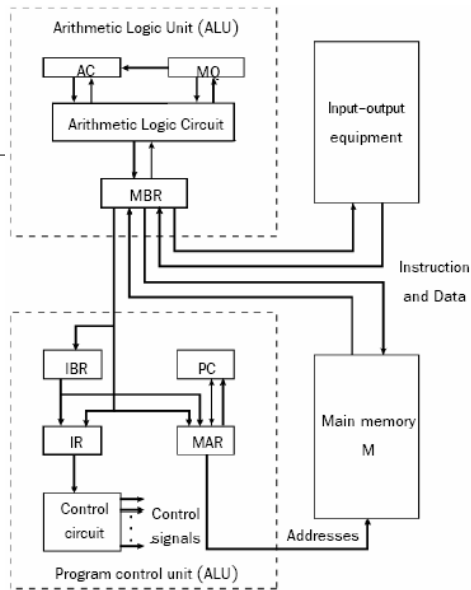 Arithmetic Logic Unit (ALU)
AC
MQ
Arithmetic Logic Circuit
MBR
Input-output
equipment
Instruction
and Data
IBR
PC
IR
MAR
Main memory
M
Control
circuit
Control
signals
Addresses
Program control unit (ALU)